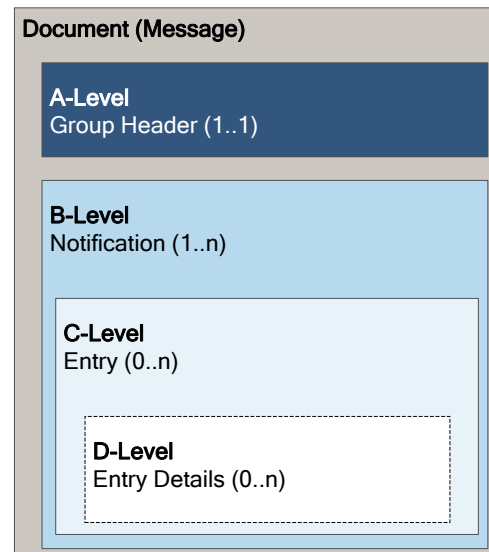 Document (Message)
A-Level
Group Header (1..1)
B-Level
Notification (1..n)
C-Level
Entry (0..n)
D-Level
Entry Details (0..n)